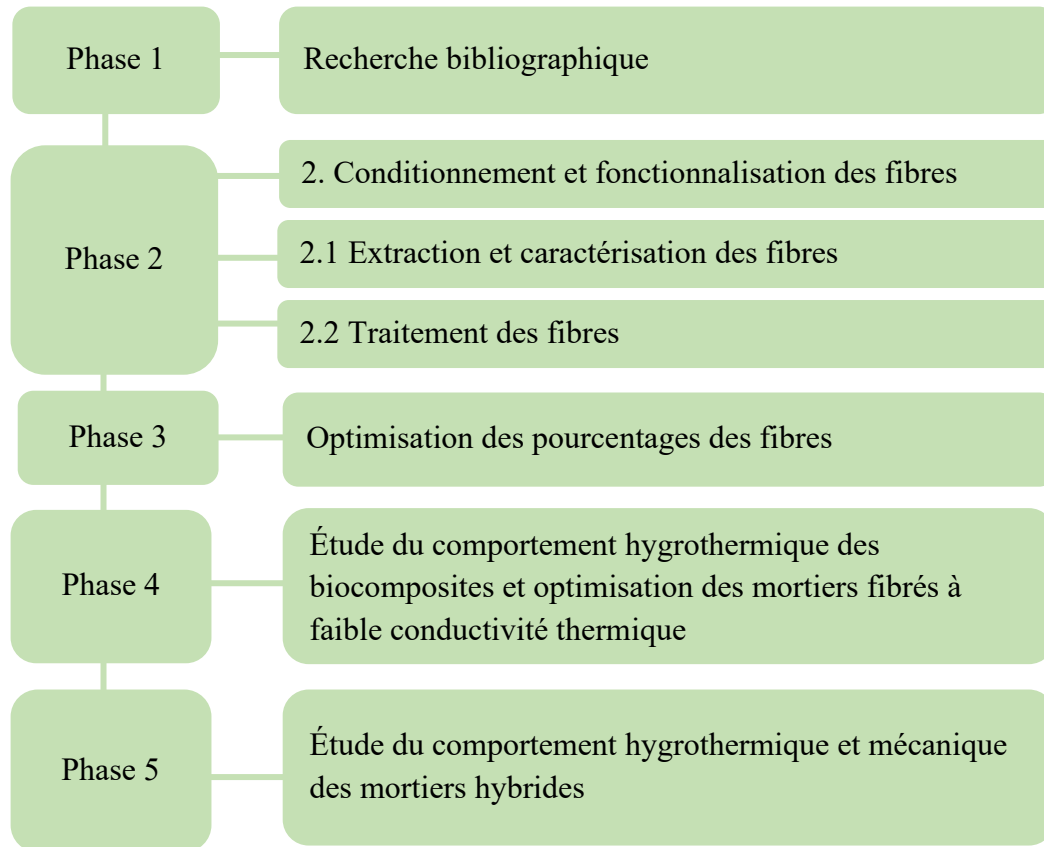 Phase 1
Recherche bibliographique
Phase 2
2. Conditionnement et fonctionnalisation des fibres
2.1 Extraction et caractérisation des fibres
2.2 Traitement des fibres
Phase 3
Optimisation des pourcentages des fibres
Phase 4
Étude du comportement hygrothermique des
biocomposites et optimisation des mortiers fibrés à
faible conductivité thermique
Phase 5
Étude du comportement hygrothermique et mécanique
des mortiers hybrides